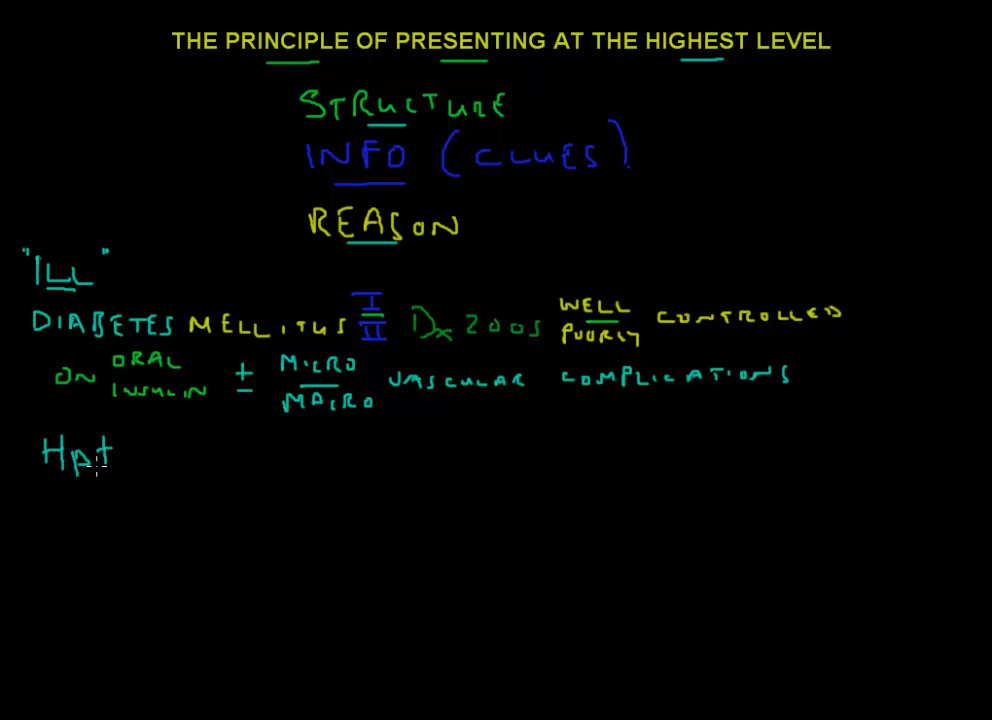 THE PRINCIPLE OF PRESENTING AT THE HIGHEST LEVEL
STRUCTURE
INFO (CLUES)
REASON
"ILL"
DIABETES MELLITUS I II Dx 2005 WELL POORLY CONTROLLED
ON ORAL INSULIN ± MICRO MACRO VASCULAR COMPLICATIONS
Hpt